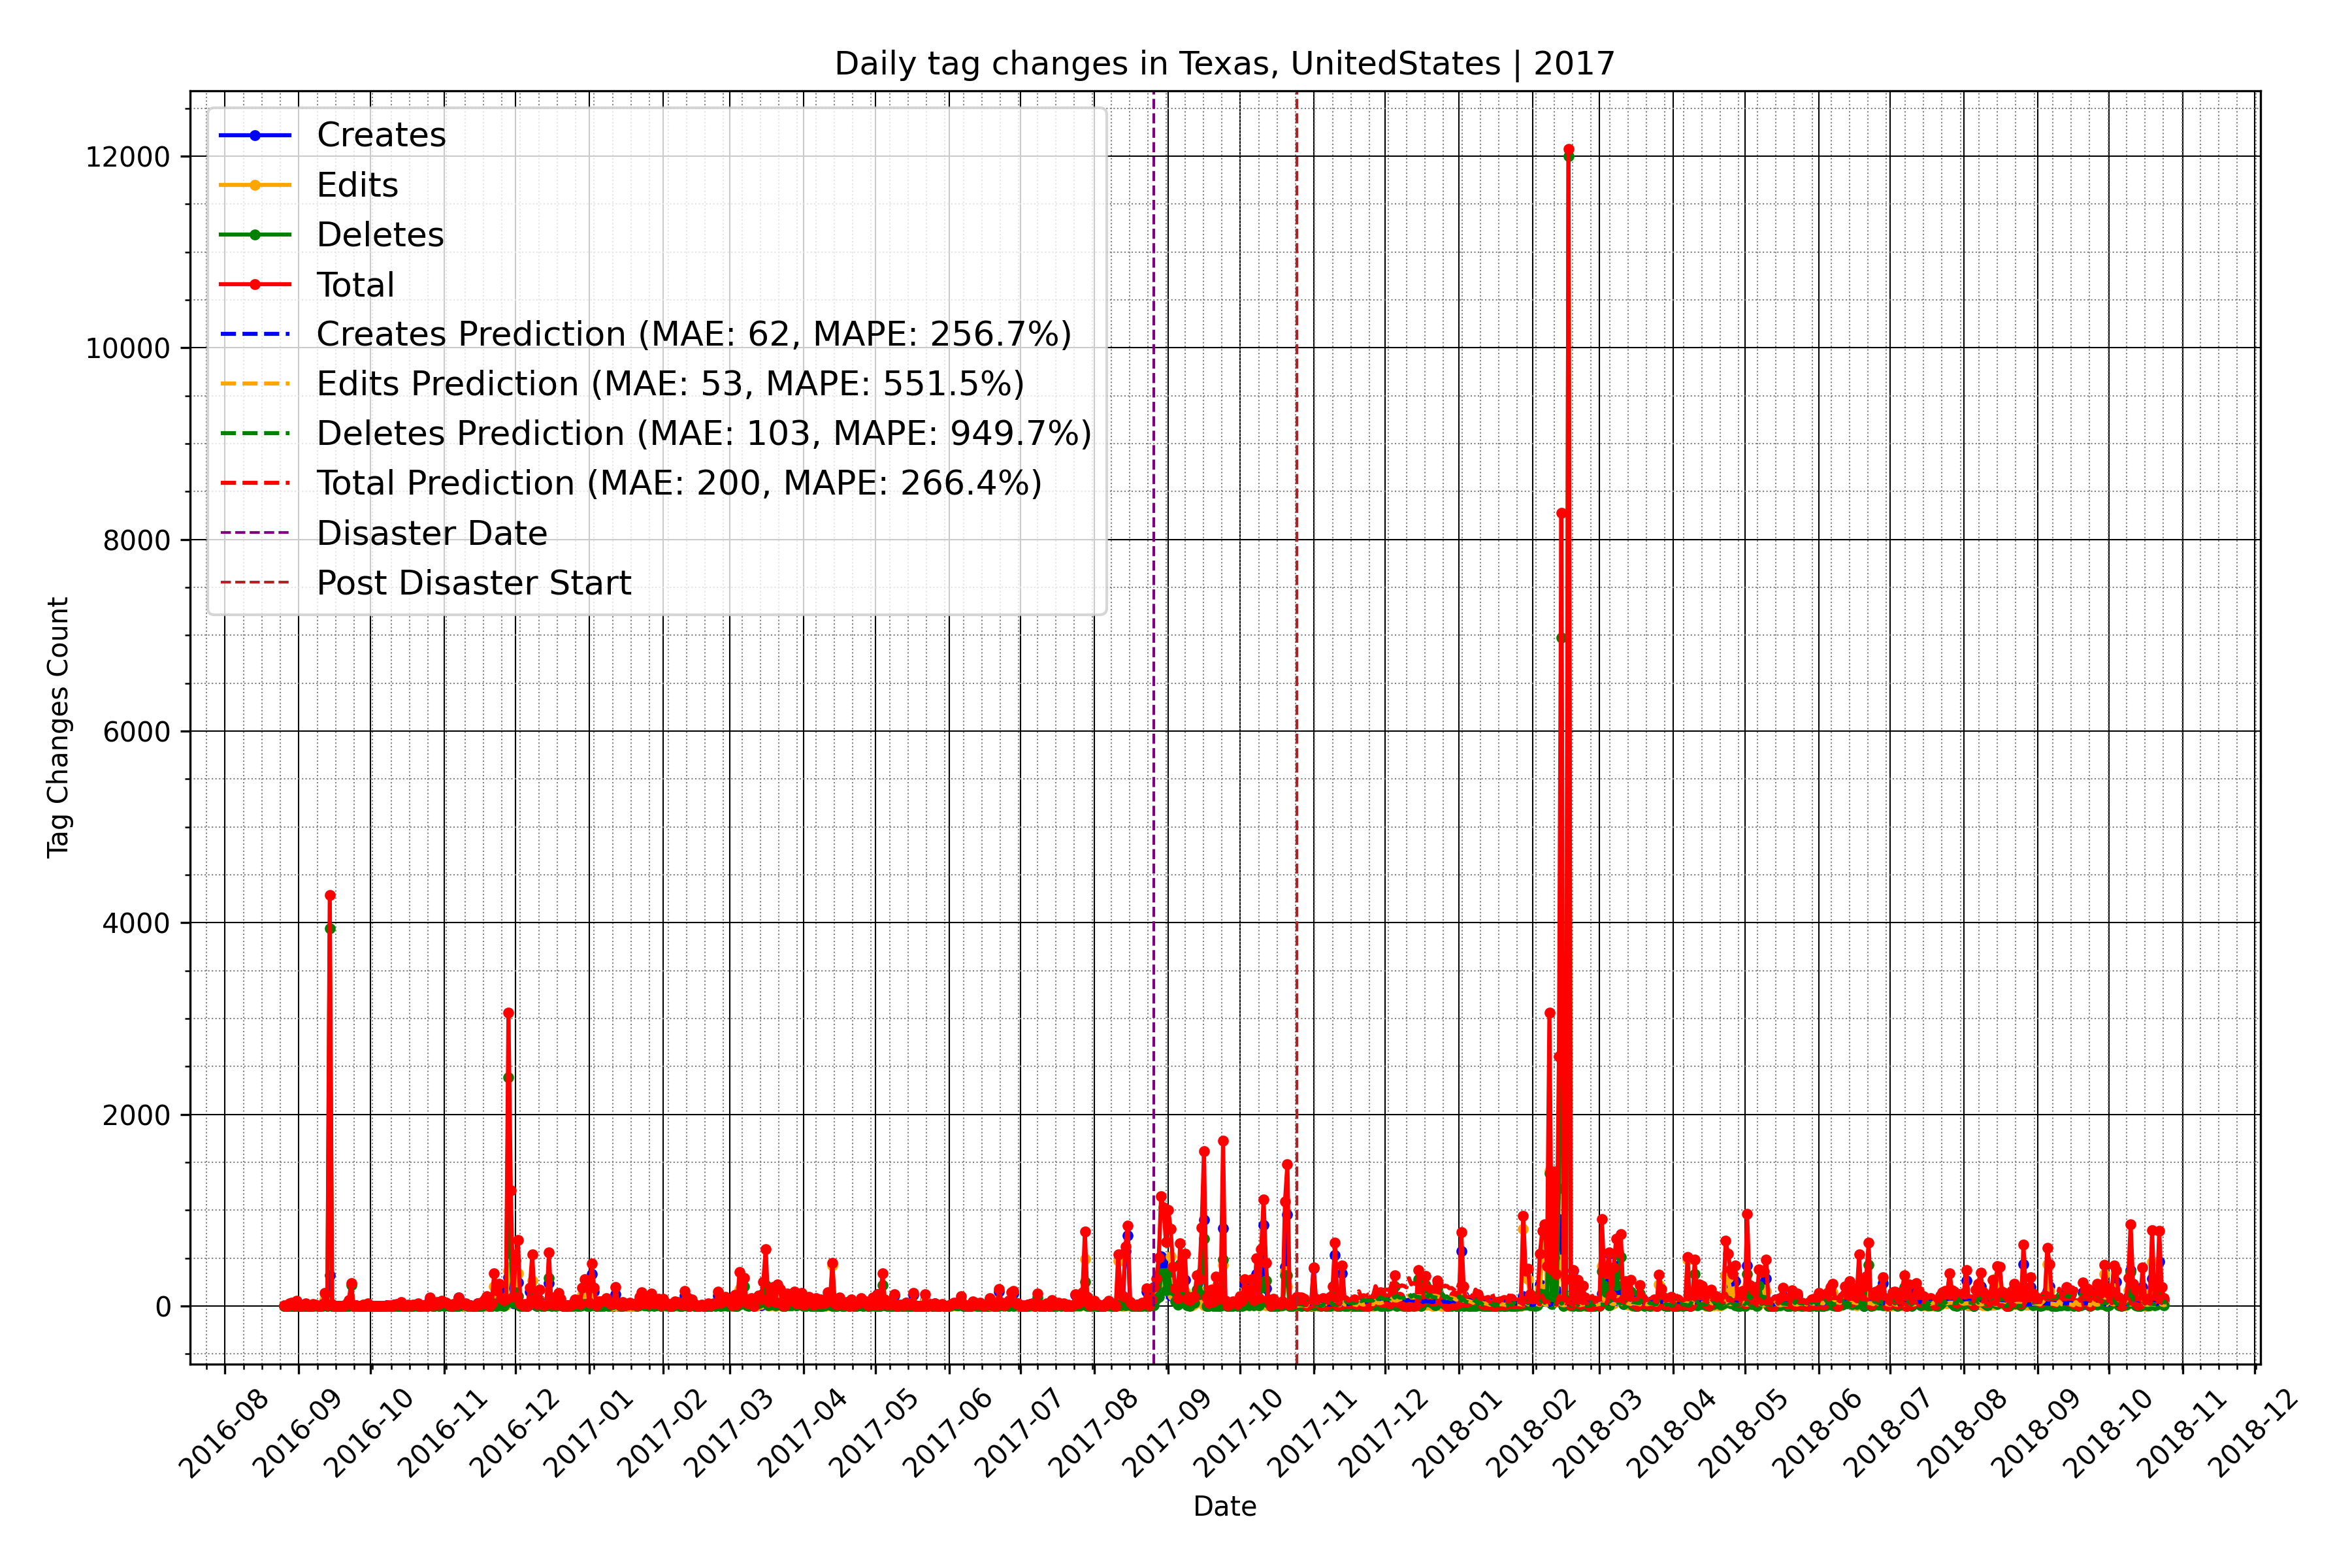 Daily tag changes in Texas, UnitedStates | 2017
Creates
Edits
Deletes
Total
Creates Prediction (MAE: 62, MAPE: 256.7%)
Edits Prediction (MAE: 53, MAPE: 551.5%)
Deletes Prediction (MAE: 103, MAPE: 949.7%)
Total Prediction (MAE: 200, MAPE: 266.4%)
Disaster Date
Post Disaster Start
Tag Changes Count
12000
10000
8000
6000
4000
2000
0
2016-08
2016-09
2016-10
2016-11
2016-12
2017-01
2017-02
2017-03
2017-04
2017-05
2017-06
2017-07
2017-08
2017-09
2017-10
2017-11
2017-12
2018-01
2018-02
2018-03
2018-04
2018-05
2018-06
2018-07
2018-08
2018-09
2018-10
2018-11
2018-12
Date